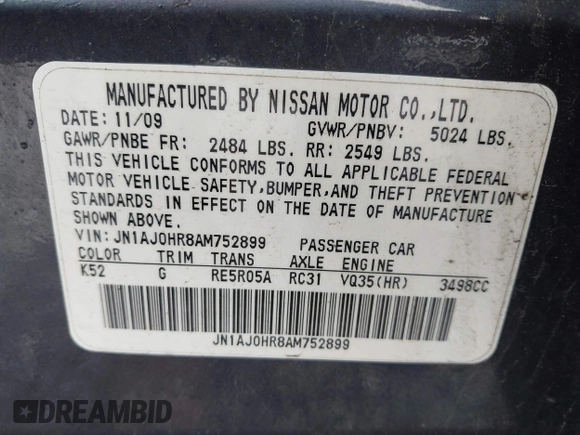 MANUFACTURED BY NISSAN MOTOR CO.,LTD.
DATE: 11/09 GVWR/PNBV: 5024 LBS.
GAWR/PNBE FR: 2484 LBS. RR: 2549 LBS.
THIS VEHICLE CONFORMS TO ALL APPLICABLE FEDERAL
MOTOR VEHICLE SAFETY,BUMPER,AND THEFT PREVENTION
STANDARDS IN EFFECT ON THE DATE OF MANUFACTURE
SHOWN ABOVE.
VIN: JN1AJ0HR8AM752899 PASSENGER CAR
COLOR TRIM TRANS AXLE ENGINE
K52 G RE5R05A RC31 VQ35(HR) 3498CC
JN1AJ0HR8AM752899
DREAMBID